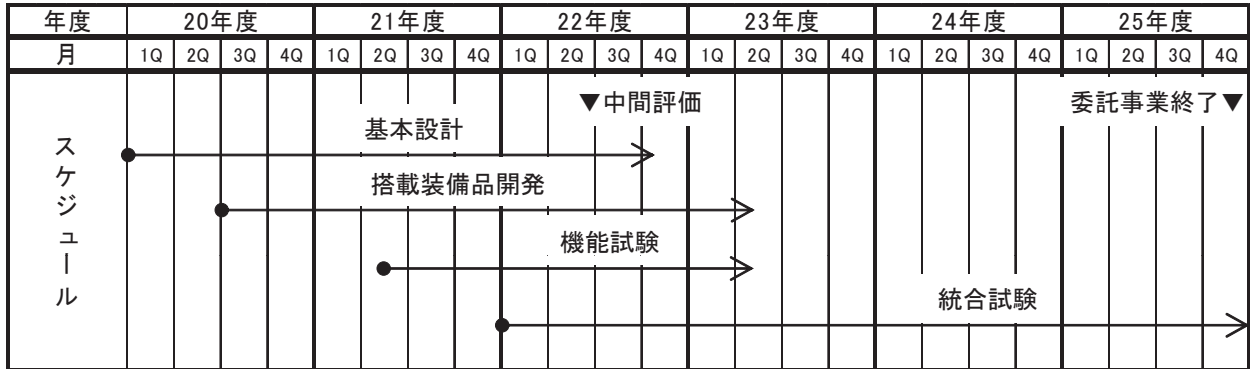 年度 20年度 21年度 22年度 23年度 24年度 25年度
月 1Q 2Q 3Q 4Q 1Q 2Q 3Q 4Q 1Q 2Q 3Q 4Q 1Q 2Q 3Q 4Q 1Q 2Q 3Q 4Q 1Q 2Q 3Q 4Q
スケジュール
▼中間評価 委託事業終了▼
基本設計
搭載装備品開発
機能試験
統合試験